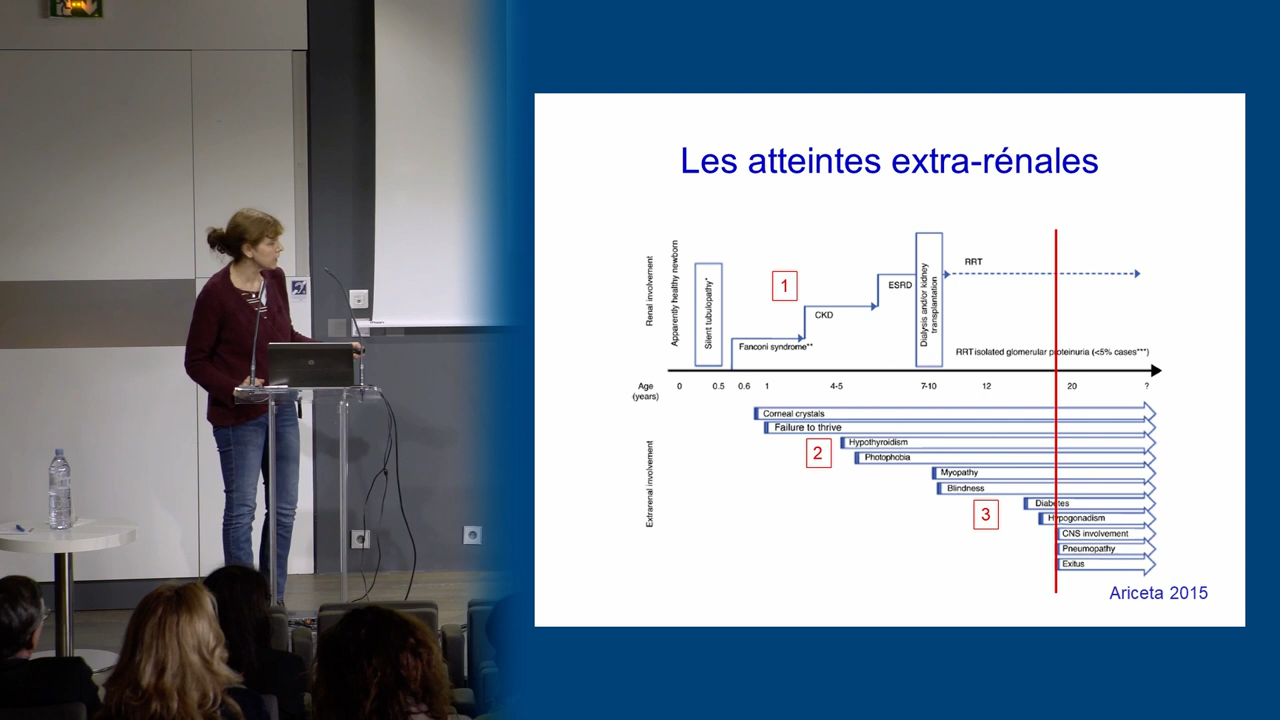 Les atteintes extra-rénales
Renal involvement
Apparently healthy newborn
Silent tubulopathy*
1
Fanconi syndrome**
CKD
ESRD
Dialysis and/or kidney
transplantation
RRT
RRT isolated glomerular proteinuria (<5% cases***)
Age
(years)
0 0.5 0.6 1 4-5 7-10 12 20 ?
Extrarenal involvement
Corneal crystals
Failure to thrive
2
Hypothyroidism
Photophobia
Myopathy
Blindness
3
Diabetes
Hypogonadism
CNS involvement
Pneumopathy
Exitus
Ariceta 2015